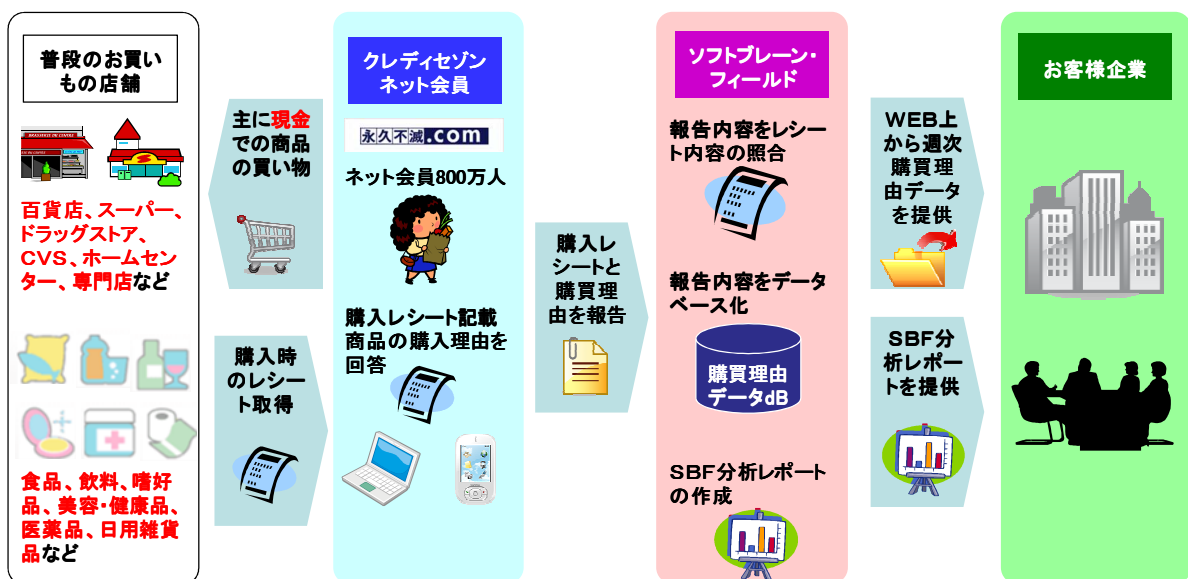 普段のお買い
もの店舗
BRASSERIE DU CENTRE
百貨店、スーパー、
ドラッグストア、
CVS、ホームセン
ター、専門店など
食品、飲料、嗜好
品、美容・健康品、
医薬品、日用雑貨
品など
主に現金
での商品
の買い物
購入時
のレシー
ト取得
クレディセゾン
ネット会員
永久不滅.com
ネット会員800万人
購入レシート記載
商品の購入理由を
回答
購入レ
シートと
購買理
由を報告
ソフトブレーン・
フィールド
報告内容をレシー
ト内容の照合
報告内容をデータ
ベース化
購買理由
データdB
SBF分析レポート
の作成
WEB上
から週次
購買理
由データ
を提供
SBF分
析レポー
トを提供
お客様企業